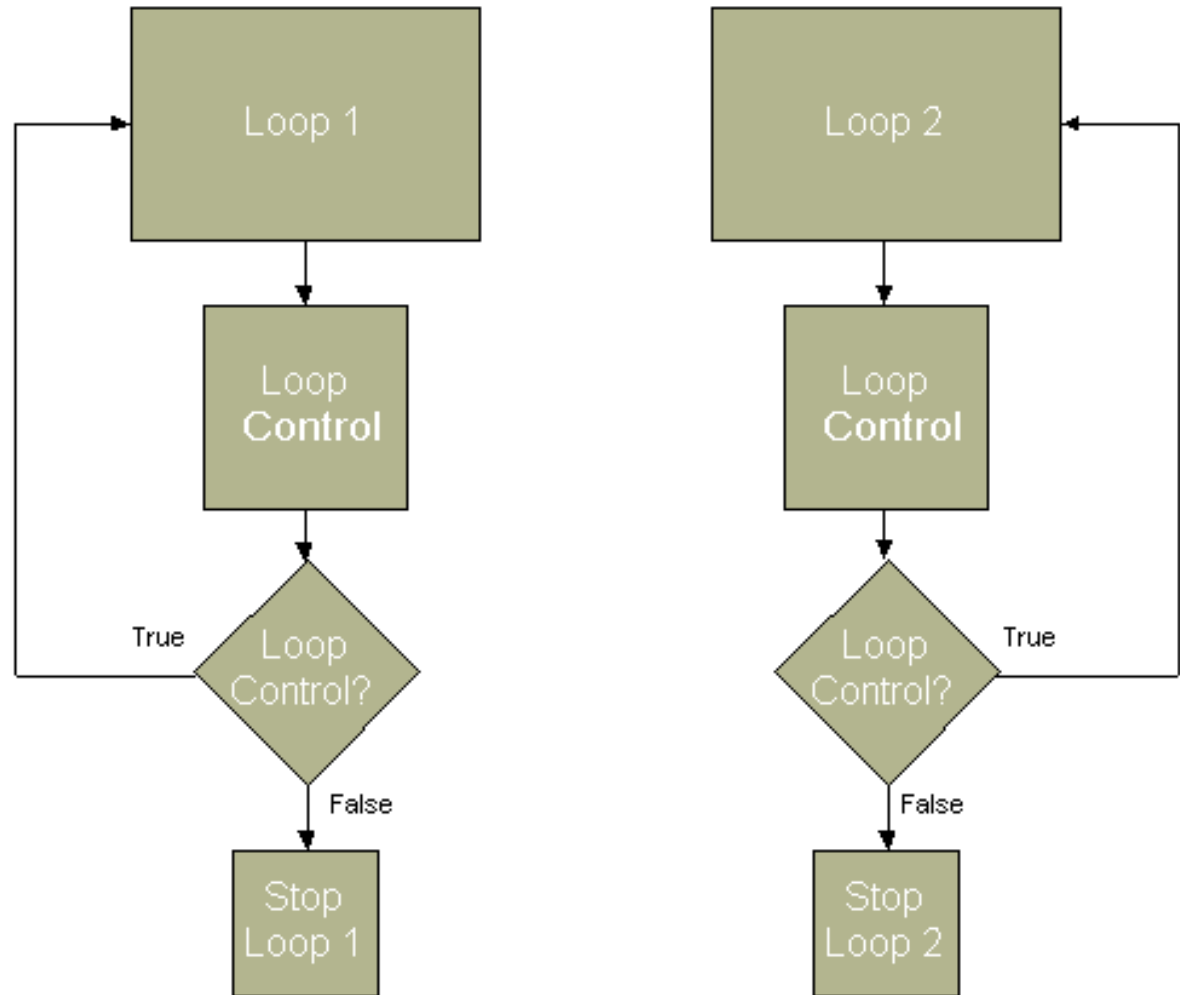 Loop 1
Loop
Control
Loop
Control?
True
False
Stop
Loop 1
Loop 2
Loop
Control
Loop
Control?
True
False
Stop
Loop 2